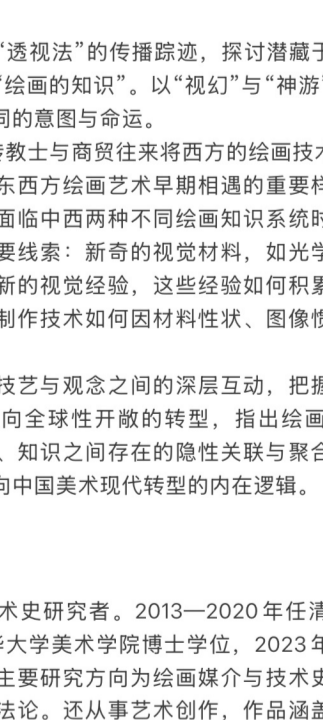 “透视法”的传播踪迹，探讨潜藏于
“绘画的知识”。以“视幻”与“神游”
同的意图与命运。
传教士与商贸往来将西方的绘画技术
东西方绘画艺术早期相遇的重要样
面临中西两种不同绘画知识系统时
要线索：新奇的视觉材料，如光学
新的视觉经验，这些经验如何积累
制作技术如何因材料性状、图像惯
技艺与观念之间的深层互动，把握
向全球性开敞的转型，指出绘画
、知识之间存在的隐性关联与聚合
向中国美术现代转型的内在逻辑。
术史研究者。2013—2020年任清
华大学美术学院博士学位，2023年
主要研究方向为绘画媒介与技术史
法论。还从事艺术创作，作品涵盖